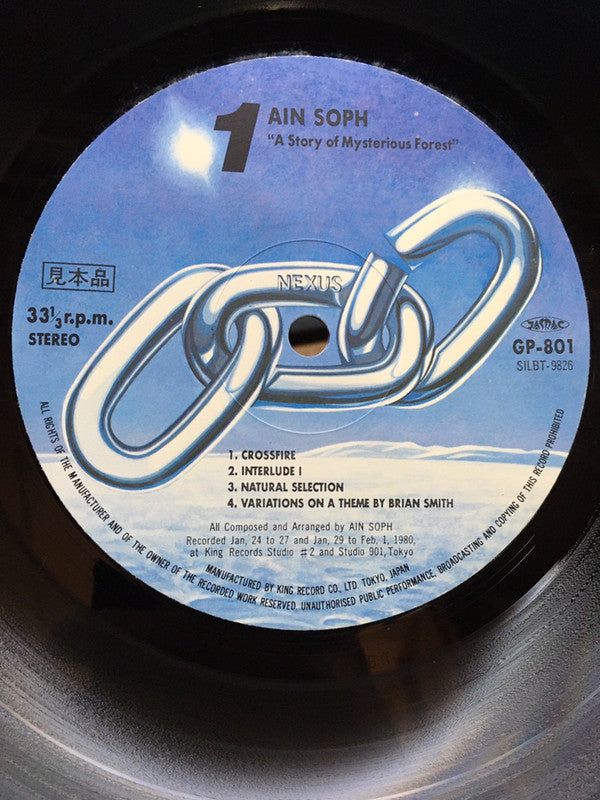 1
AIN SOPH
"A Story of Mysterious Forest"
NEXUS
見本品
33⅓ r.p.m.
STEREO
JASRAC
GP-801
SILBT-9826
1. CROSSFIRE
2. INTERLUDE I
3. NATURAL SELECTION
4. VARIATIONS ON A THEME BY BRIAN SMITH
All Composed and Arranged by AIN SOPH
Recorded Jan, 24 to 27 and Jan, 29 to Feb, 1, 1980,
at King Records Studio #2 and Studio 901, Tokyo
MANUFACTURED BY KING RECORD CO., LTD. TOKYO, JAPAN
ALL RIGHTS OF THE MANUFACTURER AND OF THE OWNER OF THE RECORDED WORK RESERVED, UNAUTHORISED PUBLIC PERFORMANCE, BROADCASTING AND COPYING OF THIS RECORD PROHIBITED